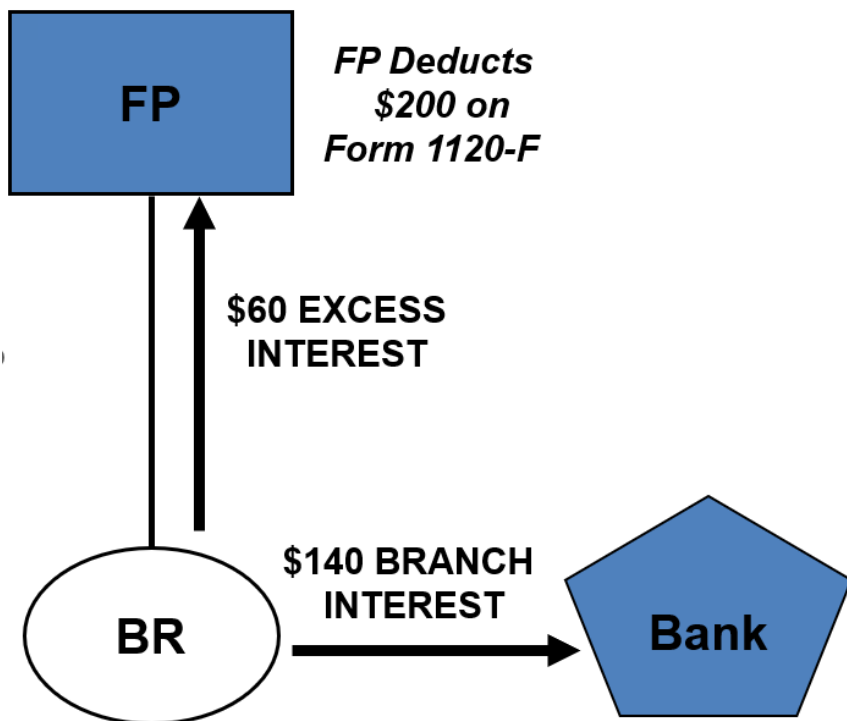 FP
FP Deducts
$200 on
Form 1120-F
$60 EXCESS
INTEREST
$140 BRANCH
INTEREST
BR
Bank